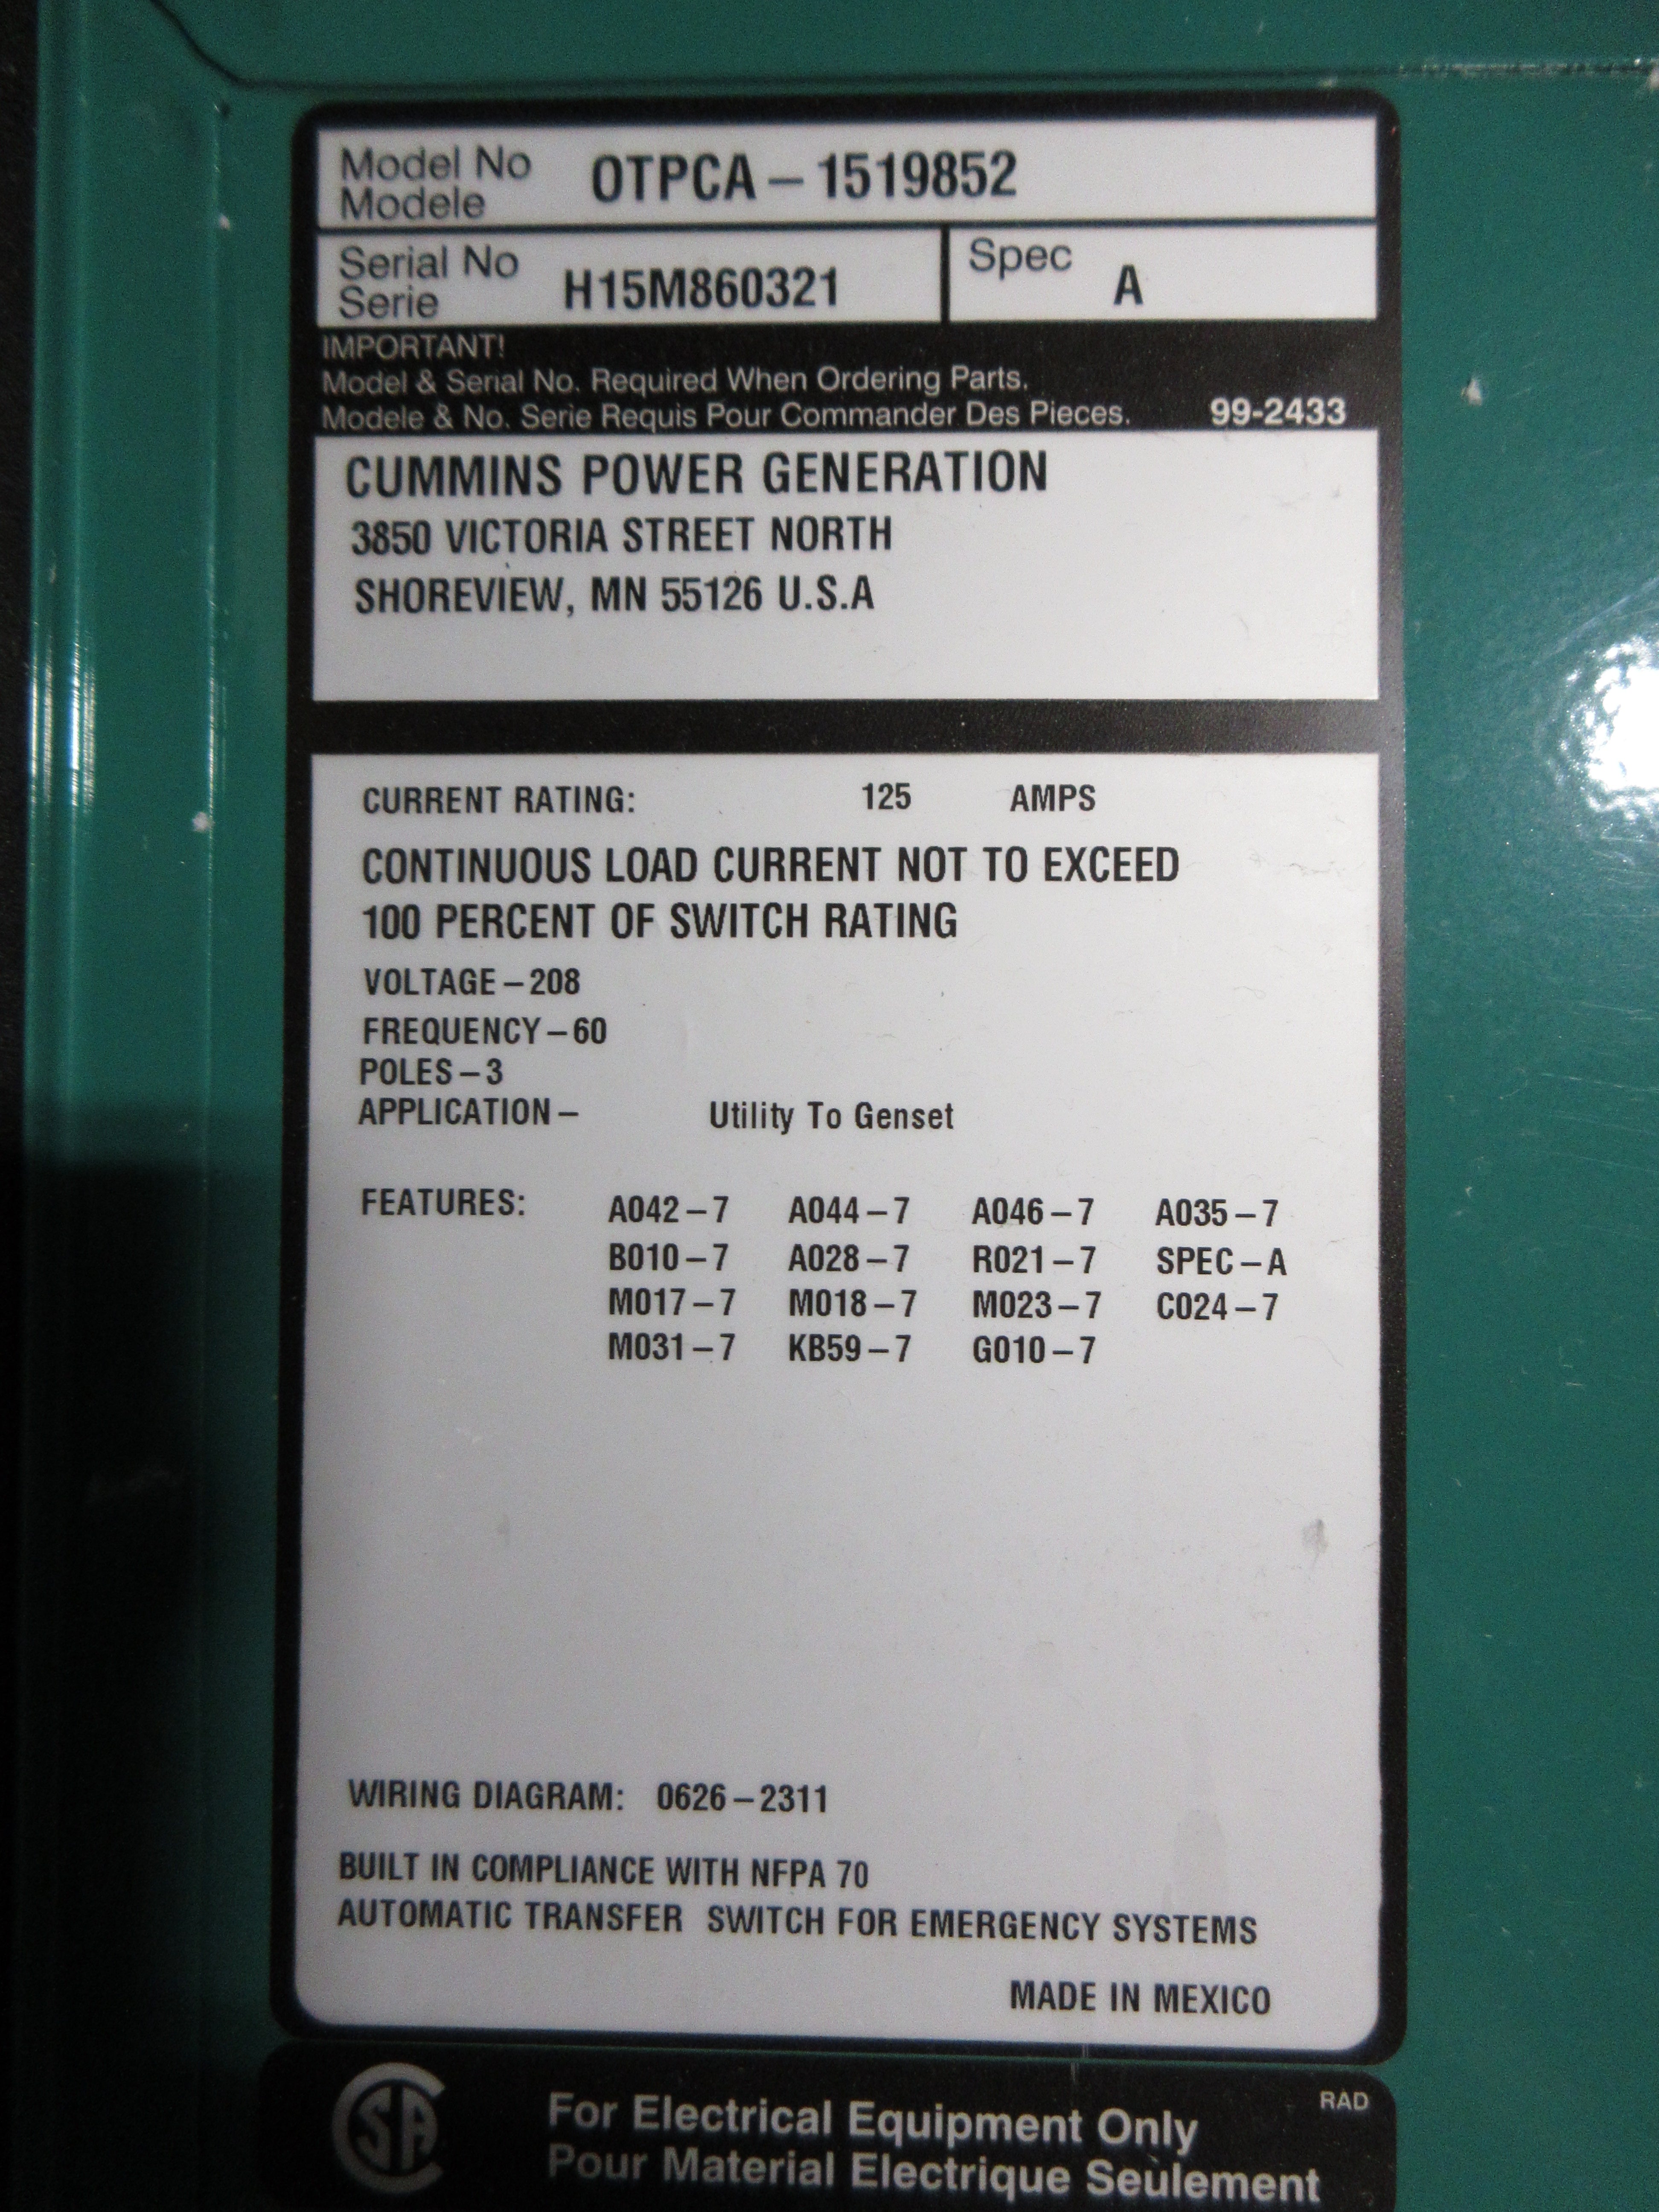 Model No
Modele
OTPCA – 1519852
Serial No
Serie
H15M860321
Spec
A
IMPORTANT!
Model & Serial No. Required When Ordering Parts.
Modele & No. Serie Requis Pour Commander Des Pieces. 99-2433
CUMMINS POWER GENERATION
3850 VICTORIA STREET NORTH
SHOREVIEW, MN 55126 U.S.A
CURRENT RATING: 125 AMPS
CONTINUOUS LOAD CURRENT NOT TO EXCEED
100 PERCENT OF SWITCH RATING
VOLTAGE – 208
FREQUENCY – 60
POLES – 3
APPLICATION – Utility To Genset
FEATURES: A042 – 7 A044 – 7 A046 – 7 A035 – 7
B010 – 7 A028 – 7 R021 – 7 SPEC – A
M017 – 7 M018 – 7 M023 – 7 C024 – 7
M031 – 7 KB59 – 7 G010 – 7
WIRING DIAGRAM: 0626 – 2311
BUILT IN COMPLIANCE WITH NFPA 70
AUTOMATIC TRANSFER SWITCH FOR EMERGENCY SYSTEMS
MADE IN MEXICO
SA
RAD
For Electrical Equipment Only
Pour Material Electrique Seulement